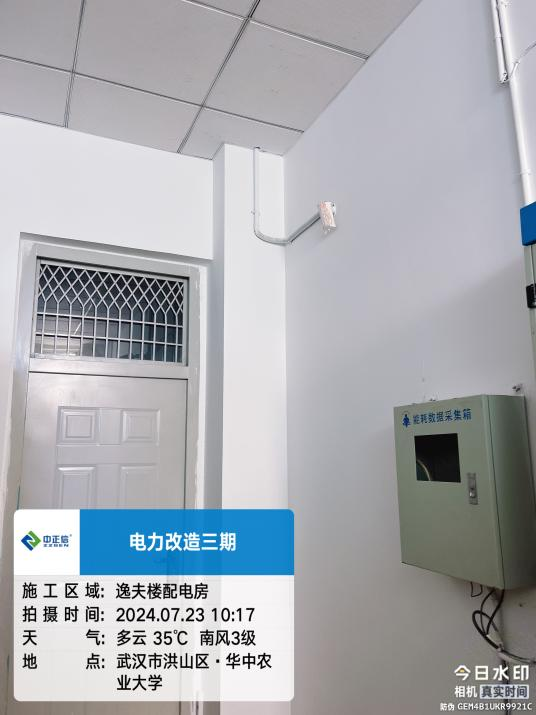 能耗数据采集箱
中正信
ZZXEN
电力改造三期
施工区域: 逸夫楼配电房
拍摄时间: 2024.07.23 10:17
天气: 多云 35℃ 南风3级
地点: 武汉市洪山区·华中农
业大学
今日水印
相机 真实时间
防伪 GEM4B1UKR9921C